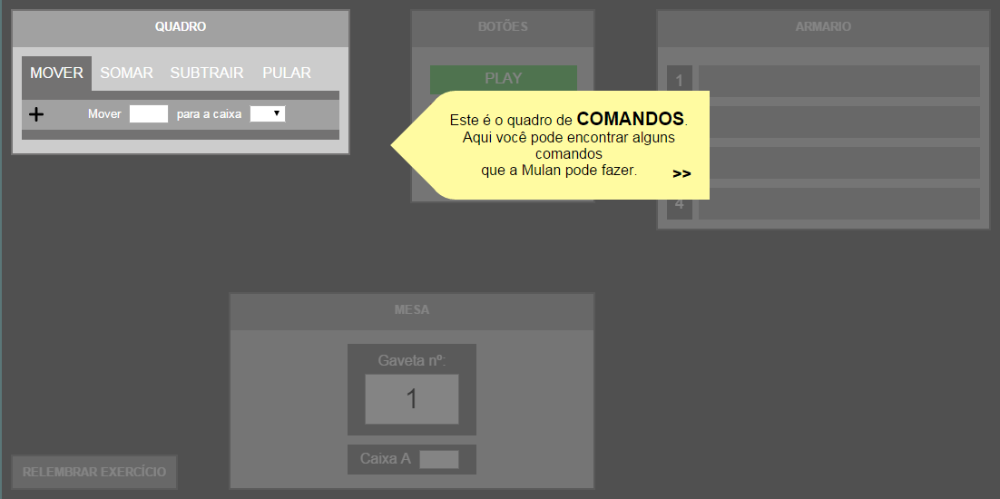 QUADRO
MOVER SOMAR SUBTRAIR PULAR
+ Mover para a caixa
BOTÕES
PLAY
ARMARIO
1
4
Este é o quadro de COMANDOS.
Aqui você pode encontrar alguns
comandos
que a Mulan pode fazer.
>>
MESA
Gaveta nº:
1
Caixa A
RELEMBRAR EXERCÍCIO